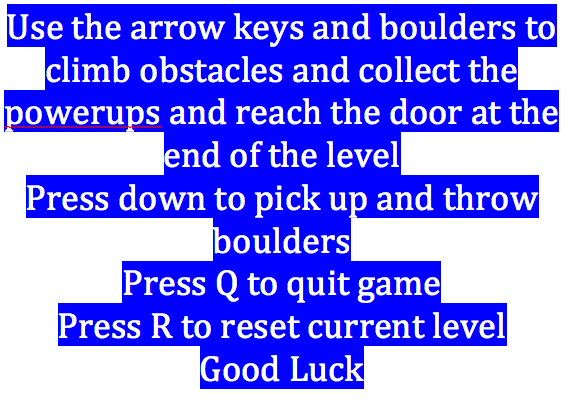 Use the arrow keys and boulders to
climb obstacles and collect the
powerups and reach the door at the
end of the level
Press down to pick up and throw
boulders
Press Q to quit game
Press R to reset current level
Good Luck